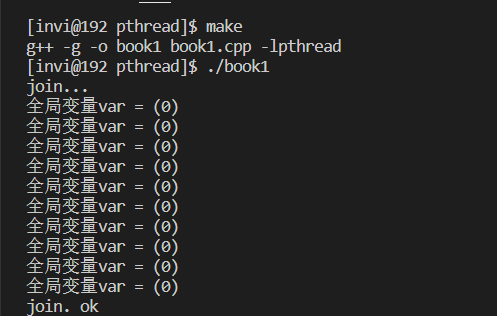 [invi@192 pthread]$ make
g++ -g -o book1 book1.cpp -lpthread
[invi@192 pthread]$ ./book1
join...
全局变量var = (0)
全局变量var = (0)
全局变量var = (0)
全局变量var = (0)
全局变量var = (0)
全局变量var = (0)
全局变量var = (0)
全局变量var = (0)
全局变量var = (0)
全局变量var = (0)
join. ok